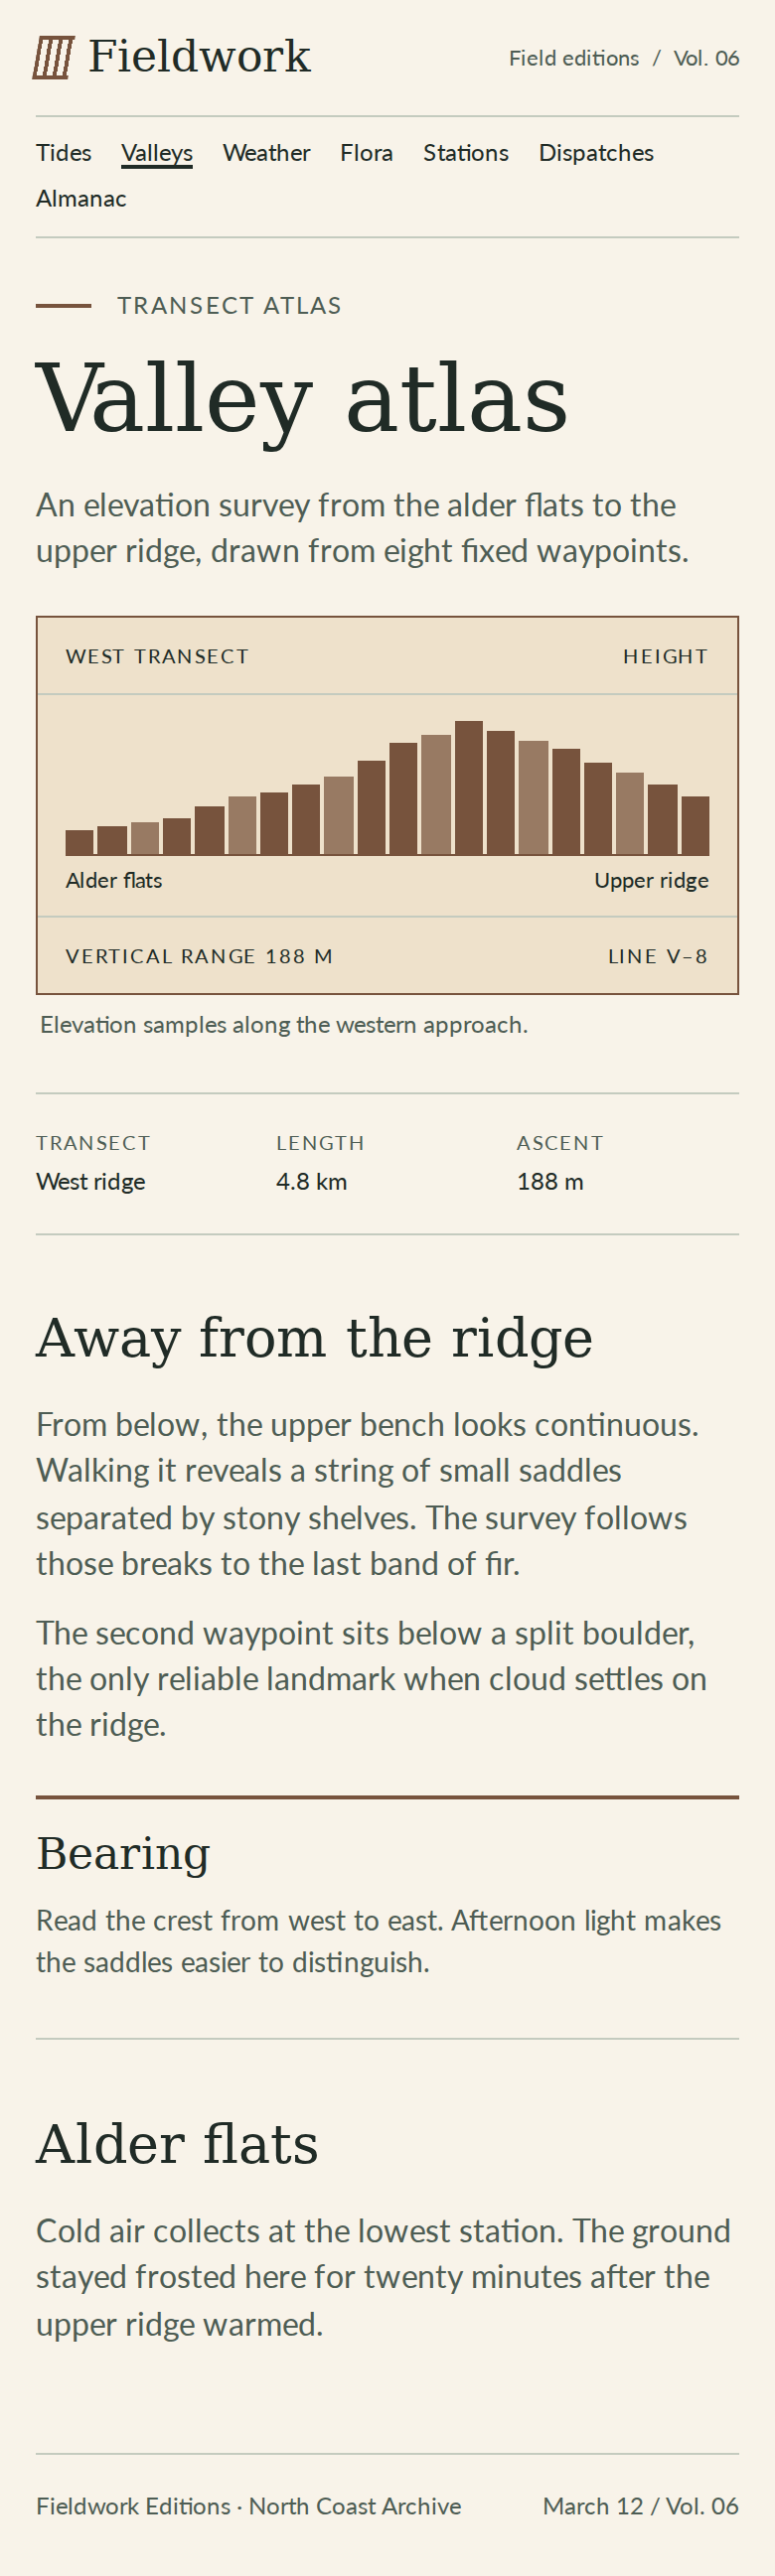 Fieldwork
Field editions / Vol. 06
Tides Valleys Weather Flora Stations Dispatches
Almanac
TRANSECT ATLAS
Valley atlas
An elevation survey from the alder flats to the
upper ridge, drawn from eight fixed waypoints.
WEST TRANSECT HEIGHT
Alder flats Upper ridge
VERTICAL RANGE 188 M LINE V–8
Elevation samples along the western approach.
TRANSECT LENGTH ASCENT
West ridge 4.8 km 188 m
Away from the ridge
From below, the upper bench looks continuous.
Walking it reveals a string of small saddles
separated by stony shelves. The survey follows
those breaks to the last band of fir.
The second waypoint sits below a split boulder,
the only reliable landmark when cloud settles on
the ridge.
Bearing
Read the crest from west to east. Afternoon light makes
the saddles easier to distinguish.
Alder flats
Cold air collects at the lowest station. The ground
stayed frosted here for twenty minutes after the
upper ridge warmed.
Fieldwork Editions · North Coast Archive March 12 / Vol. 06